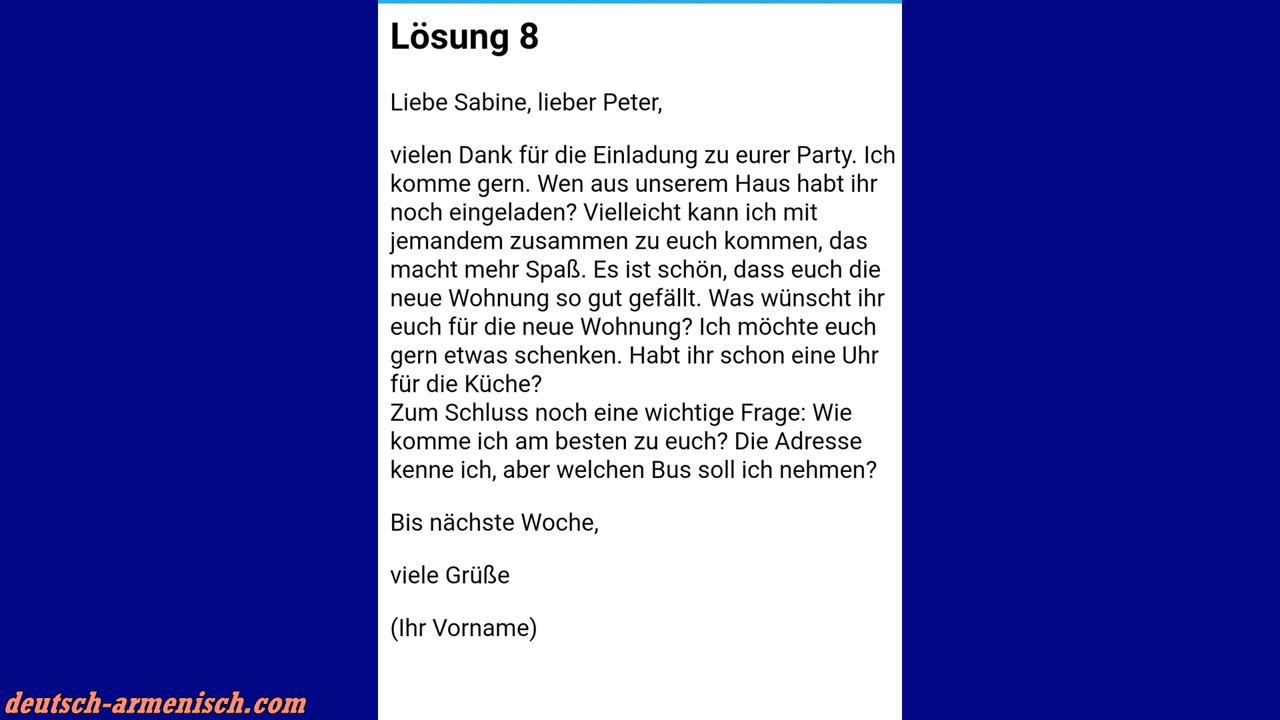 Lösung 8
Liebe Sabine, lieber Peter,
vielen Dank für die Einladung zu eurer Party. Ich
komme gern. Wen aus unserem Haus habt ihr
noch eingeladen? Vielleicht kann ich mit
jemandem zusammen zu euch kommen, das
macht mehr Spaß. Es ist schön, dass euch die
neue Wohnung so gut gefällt. Was wünscht ihr
euch für die neue Wohnung? Ich möchte euch
gern etwas schenken. Habt ihr schon eine Uhr
für die Küche?
Zum Schluss noch eine wichtige Frage: Wie
komme ich am besten zu euch? Die Adresse
kenne ich, aber welchen Bus soll ich nehmen?
Bis nächste Woche,
viele Grüße
(Ihr Vorname)
deutsch-armenisch.com